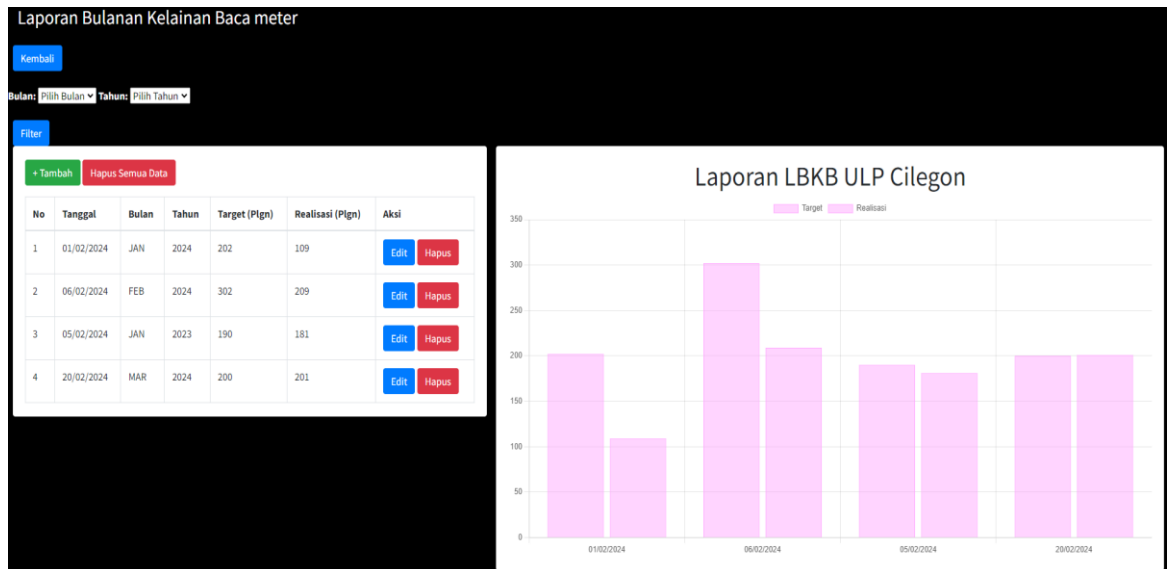 Laporan Bulanan Kelainan Baca meter
Kembali
Bulan: Pilih Bulan Tahun: Pilih Tahun
Filter
+ Tambah Hapus Semua Data
No Tanggal Bulan Tahun Target (Plgn) Realisasi (Plgn) Aksi
1 01/02/2024 JAN 2024 202 109 Edit Hapus
2 06/02/2024 FEB 2024 302 209 Edit Hapus
3 05/02/2024 JAN 2023 190 181 Edit Hapus
4 20/02/2024 MAR 2024 200 201 Edit Hapus
Laporan LBKB ULP Cilegon
Target Realisasi
350
300
250
200
150
100
50
0
01/02/2024 06/02/2024 05/02/2024 20/02/2024